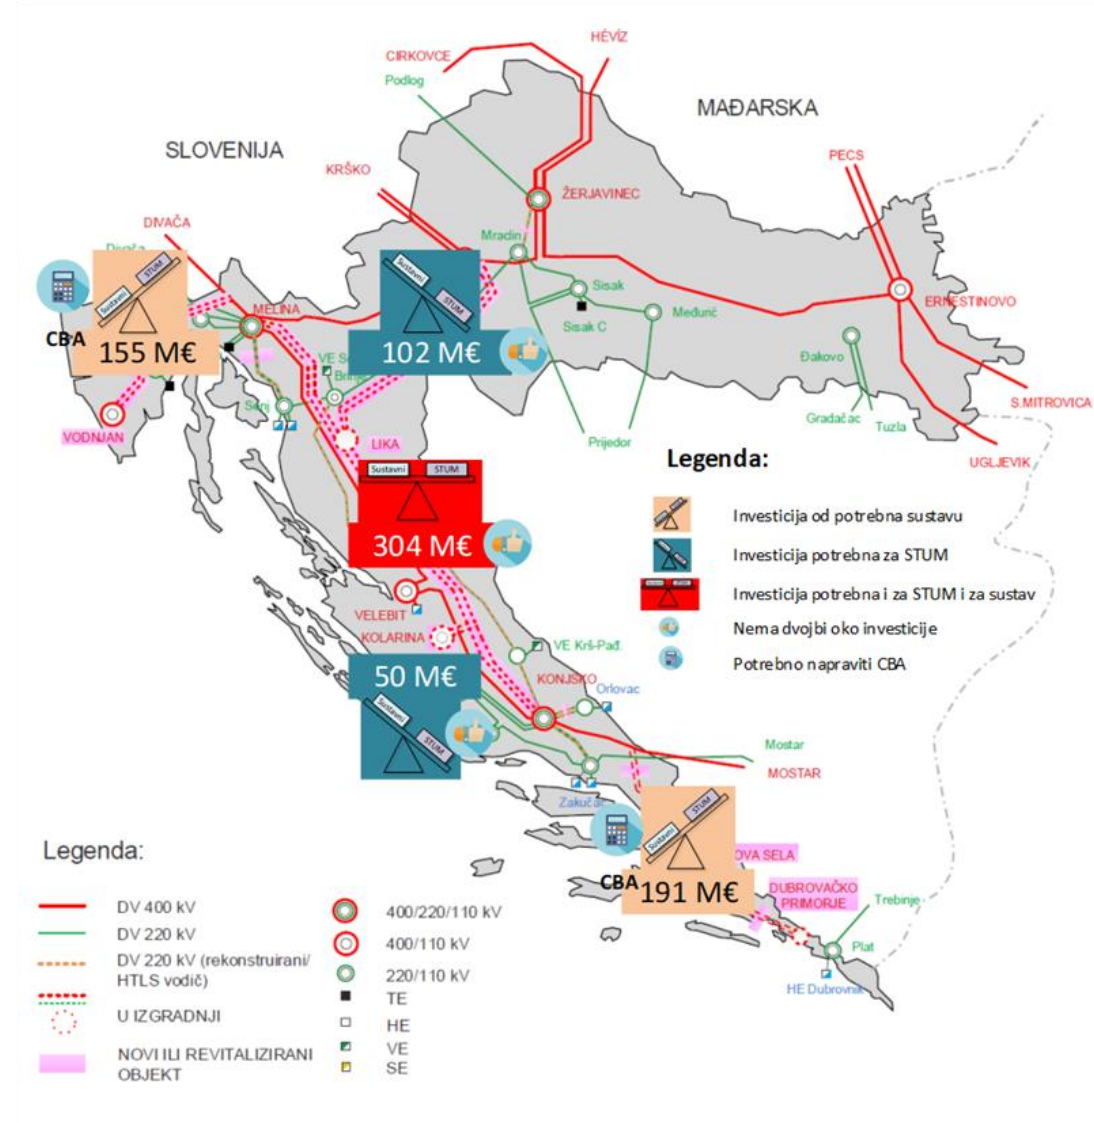 HÉVÍZ
CIRKOVCE
Podlog
MAĐARSKA
SLOVENIJA
PECS
KRŠKO
ŽERJAVINEC
DIVAČA
Mraclin
Divača
Sustavni
STUM
Sustavni
STUM
Sisak
ERNESTINOVO
MELINA
Međurič
Sisak C
CBA
155 M€
102 M€
VE
Đakovo
Brinje
S.MITROVICA
Senj
Gradačac
Tuzla
VODNJAN
LIKA
Prijedor
UGLJEVIK
Legenda:
Sustavni
STUM
Investicija od potrebna sustavu
304 M€
Investicija potrebna za STUM
Investicija potrebna i za STUM i za sustav
VELEBIT
Nema dvojbi oko investicije
KOLARINA
VE Krš-Pađ.
Potrebno napraviti CBA
50 M€
KONJSKO
Orlovac
Sustavni
STUM
Mostar
MOSTAR
Zakučac
Sustavni
STUM
Legenda:
OVA SELA
CBA
191 M€
DUBROVAČKO
PRIMORJE
Trebinje
DV 400 kV
400/220/110 kV
DV 220 kV
400/110 kV
Plat
DV 220 kV (rekonstruirani/
HTLS vodič)
220/110 kV
HE Dubrovnik
TE
U IZGRADNJI
HE
NOVI ILI REVITALIZIRANI
OBJEKT
VE
SE